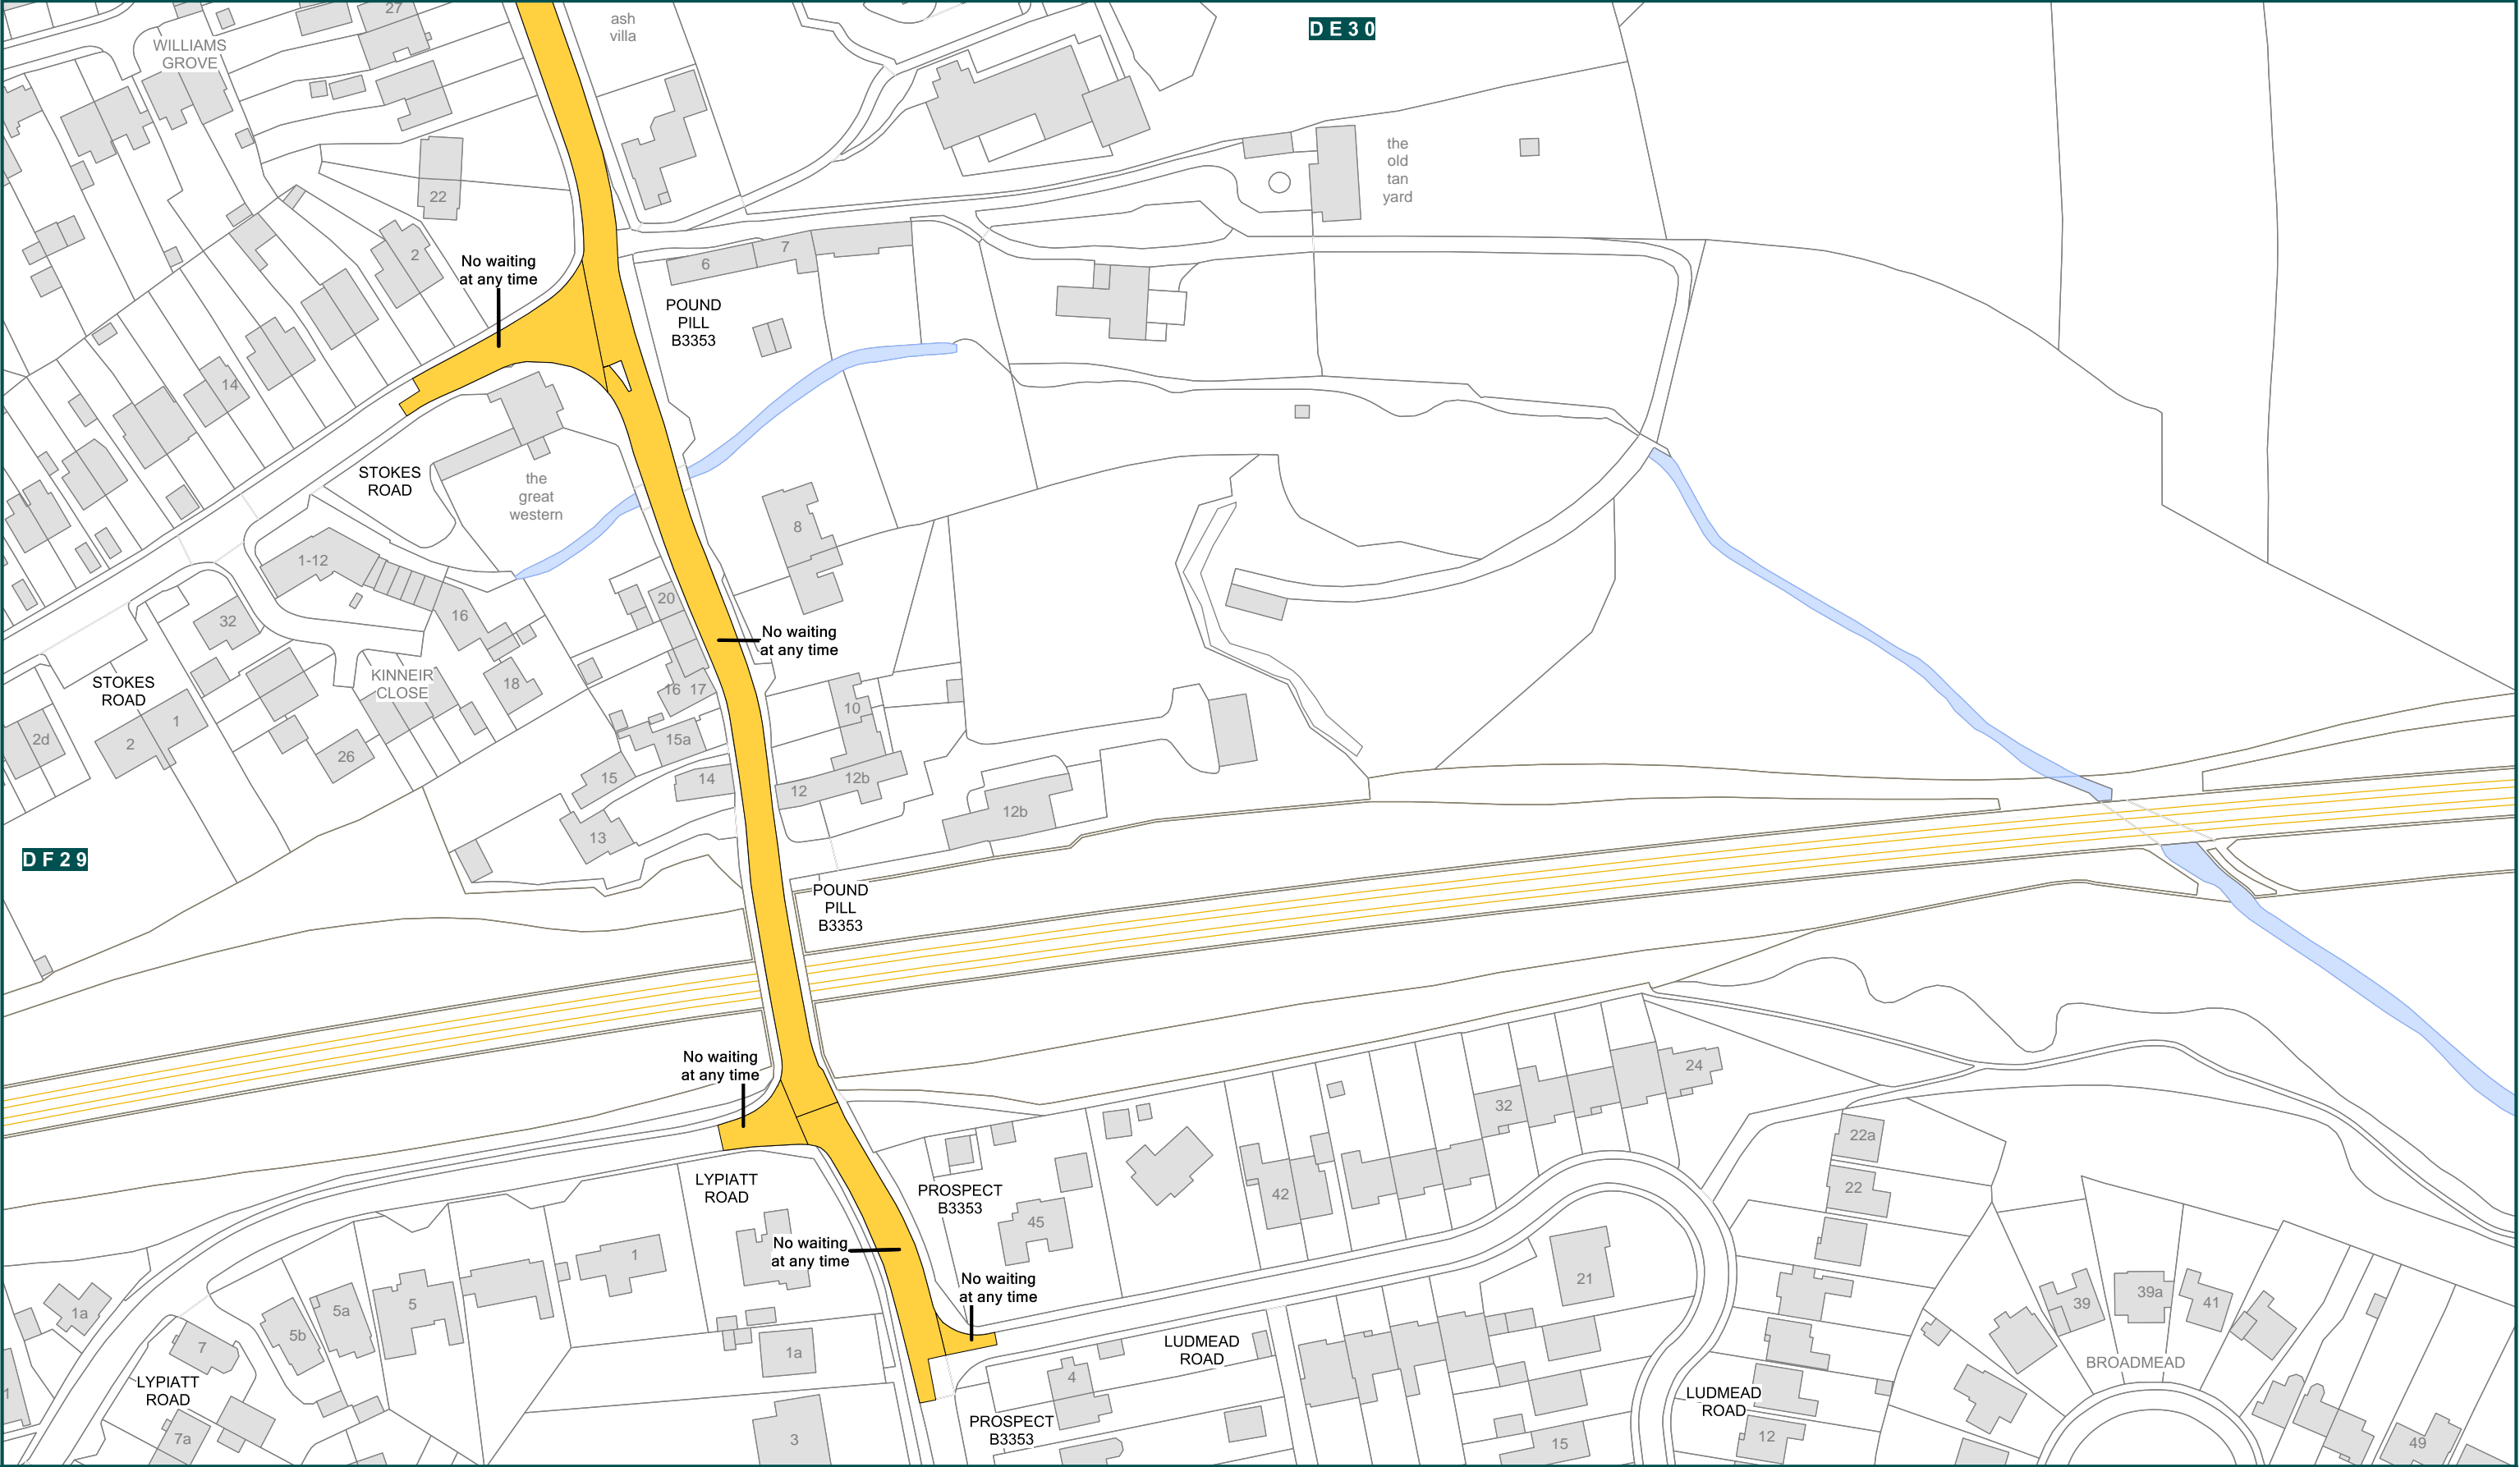 27
ash
villa
DE30
WILLIAMS
GROVE
the
old
tan
yard
22
2
No waiting
at any time
6
7
POUND
PILL
B3353
14
STOKES
ROAD
the
great
western
8
1-12
20
16
32
No waiting
at any time
KINNEIR
CLOSE
18
16
17
STOKES
ROAD
10
1
2
2d
15a
26
15
14
12b
12
12b
13
DF29
POUND
PILL
B3353
No waiting
at any time
24
32
22a
22
LYPIATT
ROAD
PROSPECT
B3353
42
45
No waiting
at any time
1
21
No waiting
at any time
39
39a
41
1a
5a
5
5b
7
1a
LUDMEAD
ROAD
BROADMEAD
4
LYPIATT
ROAD
1
LUDMEAD
ROAD
PROSPECT
B3353
7a
3
15
12
49